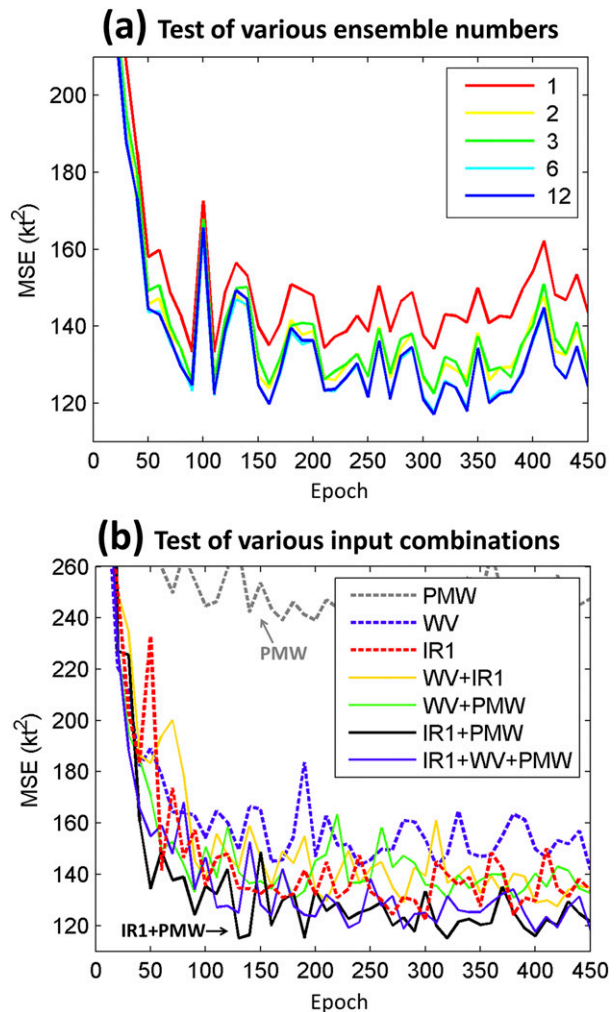 (a) Test of various ensemble numbers
MSE (kt²)
200
180
160
140
120
1
2
3
6
12
0 50 100 150 200 250 300 350 400 450
Epoch
(b) Test of various input combinations
MSE (kt²)
260
240
220
200
180
160
140
120
PMW
WV
IR1
WV+IR1
WV+PMW
IR1+PMW
IR1+WV+PMW
PMW
IR1+PMW→
0 50 100 150 200 250 300 350 400 450
Epoch